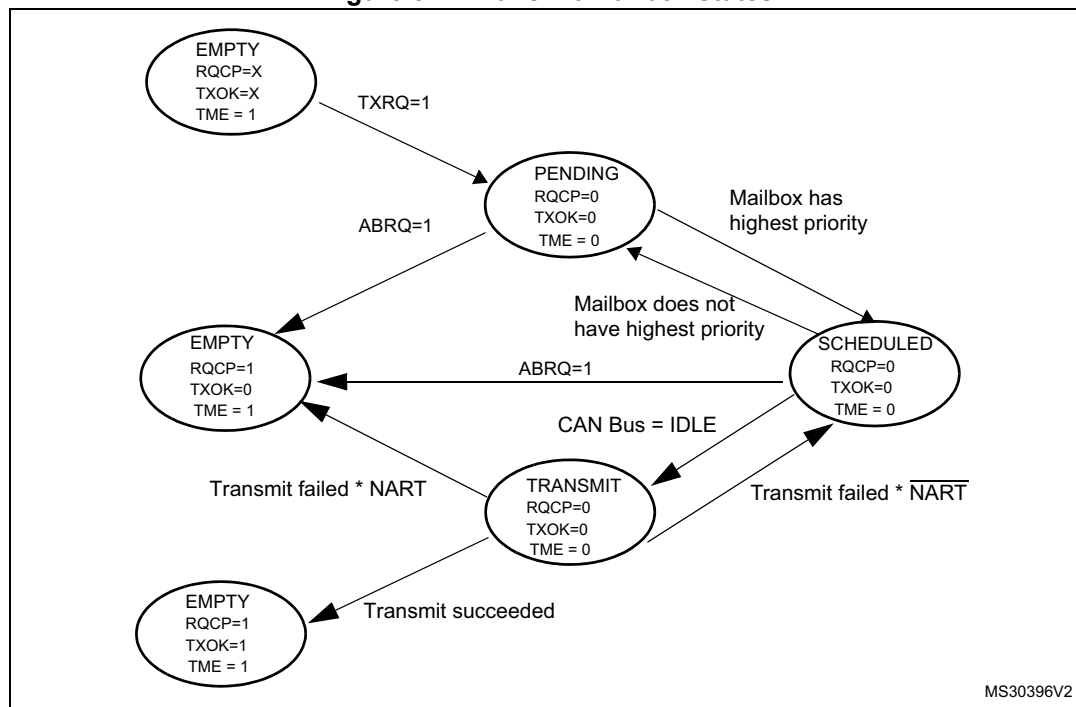 EMPTY
RQCP=X
TXOK=X
TME = 1
TXRQ=1
PENDING
RQCP=0
TXOK=0
TME = 0
Mailbox has
highest priority
ABRQ=1
Mailbox does not
have highest priority
EMPTY
RQCP=1
TXOK=0
TME = 1
ABRQ=1
SCHEDULED
RQCP=0
TXOK=0
TME = 0
CAN Bus = IDLE
Transmit failed * NART
TRANSMIT
RQCP=0
TXOK=0
TME = 0
Transmit failed * N̅A̅R̅T̅
EMPTY
RQCP=1
TXOK=1
TME = 1
Transmit succeeded
MS30396V2